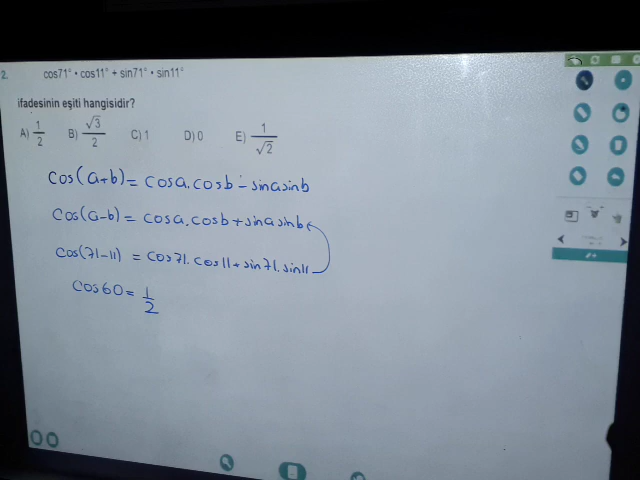 2. cos71° • cos11° + sin71° • sin11°
ifadesinin eşiti hangisidir?
A) 1/2 B) √3/2 C) 1 D) 0 E) 1/√2
cos(a+b) = cosa.cosb - sinasinb
cos(a-b) = cosa.cosb + sinasinb
cos(71-11) = cos71.cos11 + sin71.sin11
cos60 = 1/2